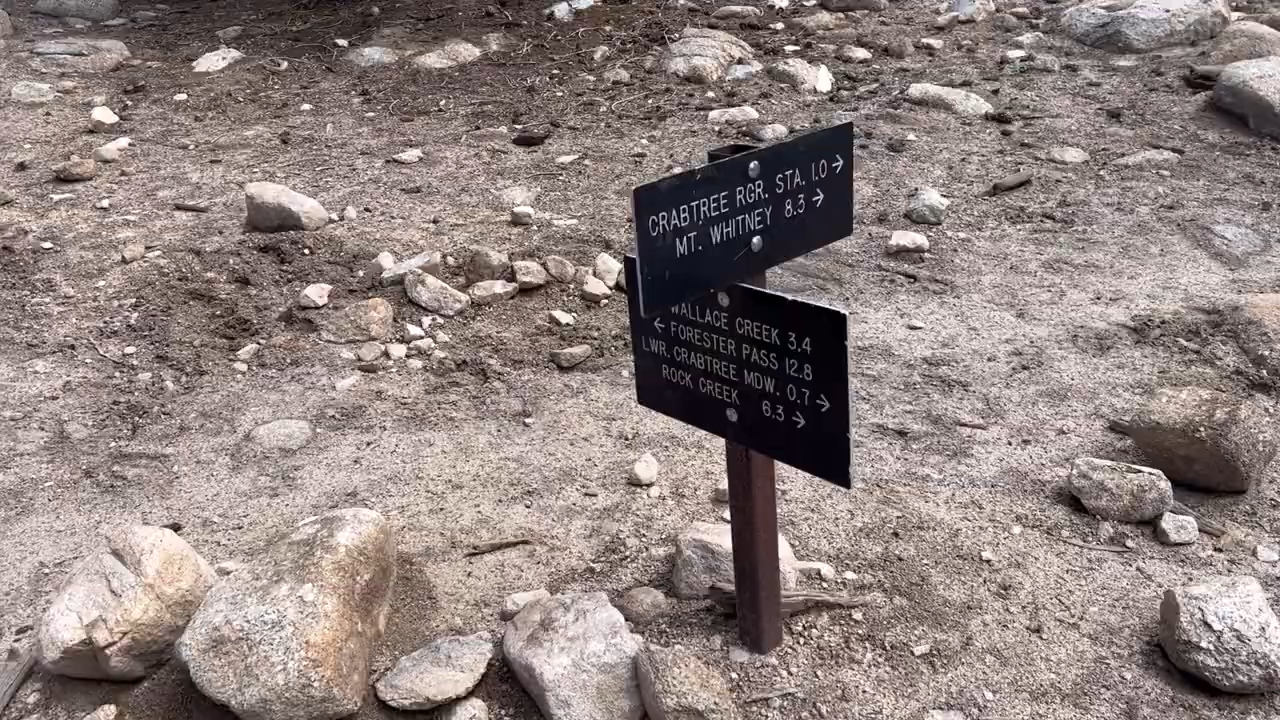 CRABTREE RGR. STA. 1.0 →
MT. WHITNEY 8.3 →
WALLACE CREEK 3.4
← FORESTER PASS 12.8
LWR. CRABTREE MDW. 0.7 →
ROCK CREEK 6.3 →